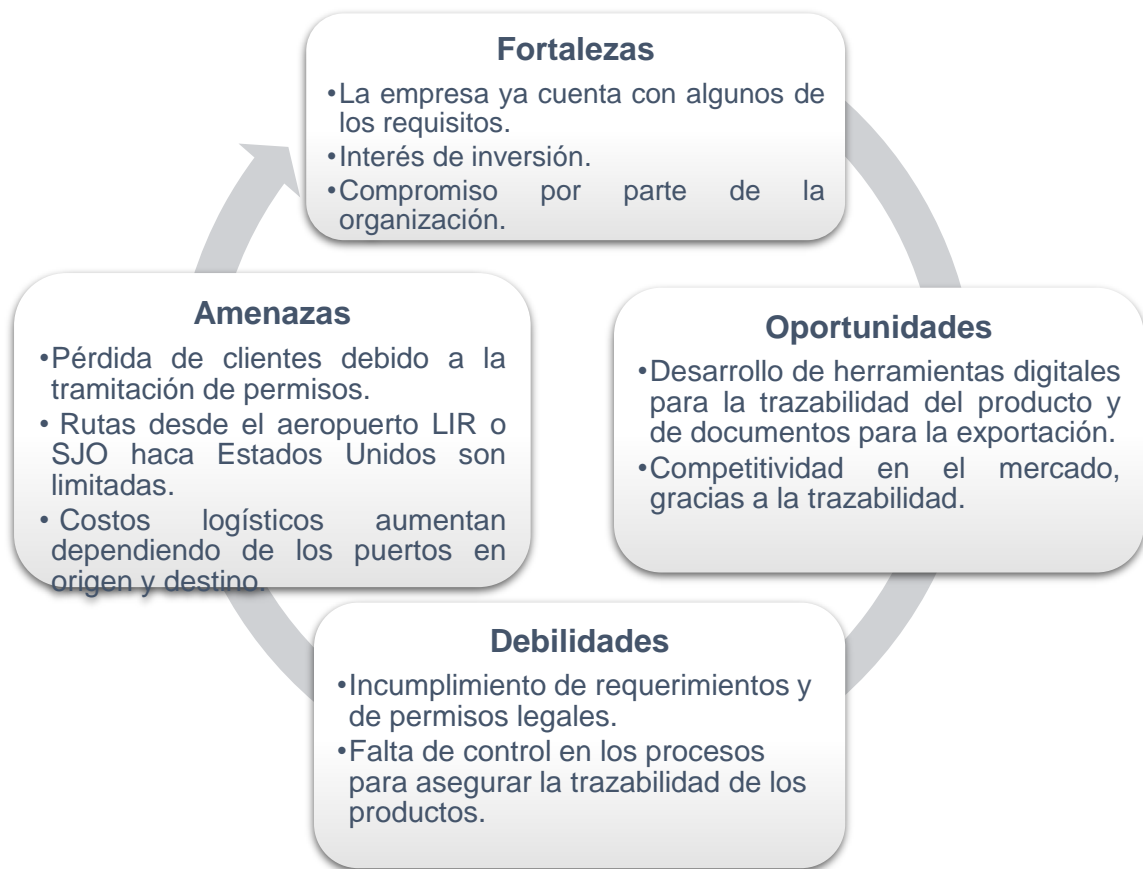 Fortalezas
•La empresa ya cuenta con algunos de
los requisitos.
•Interés de inversión.
•Compromiso por parte de la
organización.
Amenazas
•Pérdida de clientes debido a la
tramitación de permisos.
• Rutas desde el aeropuerto LIR o
SJO haca Estados Unidos son
limitadas.
• Costos logísticos aumentan
dependiendo de los puertos en
origen y destino.
Oportunidades
•Desarrollo de herramientas digitales
para la trazabilidad del producto y
de documentos para la exportación.
•Competitividad en el mercado,
gracias a la trazabilidad.
Debilidades
•Incumplimiento de requerimientos y
de permisos legales.
•Falta de control en los procesos
para asegurar la trazabilidad de los
productos.